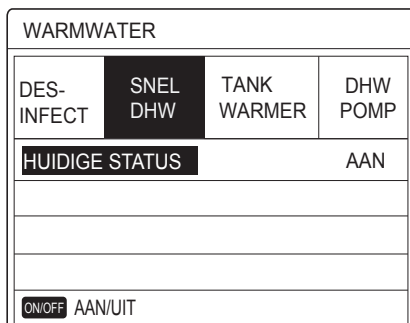 WARMWATER
DES-
INFECT
SNEL
DHW
TANK
WARMER
DHW
POMP
HUIDIGE STATUS AAN
ON/OFF AAN/UIT